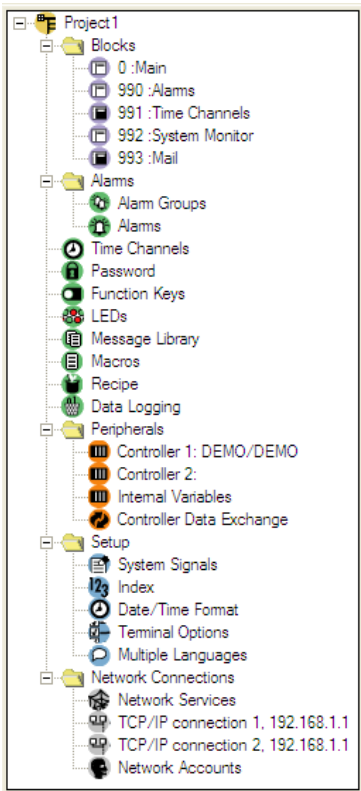 Project1
Blocks
0 :Main
990 :Alarms
991 :Time Channels
992 :System Monitor
993 :Mail
Alarms
Alarm Groups
Alarms
Time Channels
Password
Function Keys
LEDs
Message Library
Macros
Recipe
Data Logging
Peripherals
Controller 1: DEMO/DEMO
Controller 2:
Internal Variables
Controller Data Exchange
Setup
System Signals
Index
Date/Time Format
Terminal Options
Multiple Languages
Network Connections
Network Services
TCP/IP connection 1, 192.168.1.1
TCP/IP connection 2, 192.168.1.1
Network Accounts